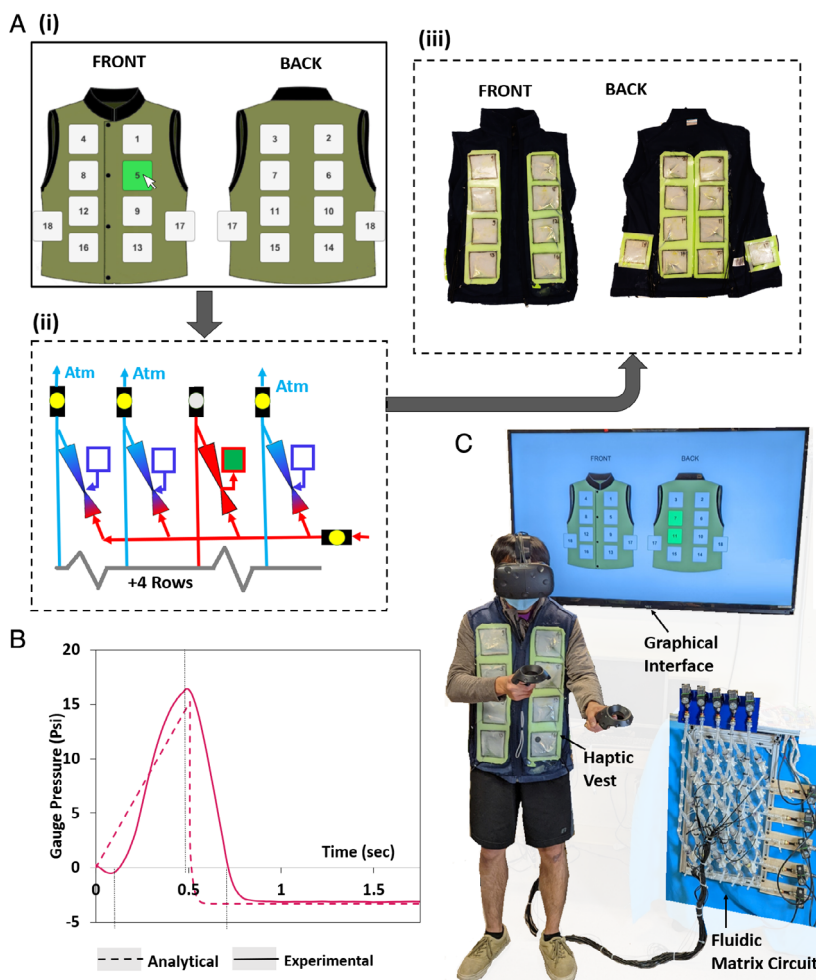 A (i)
FRONT BACK
4 1 3 2
8 5 7 6
12 9 11 10
18 17 17 18
16 13 15 14
(iii)
FRONT BACK
(ii)
Atm Atm Atm
+4 Rows
B
20
15
10
5
0
-5
Gauge Pressure (Psi)
Time (sec)
0 0.5 1 1.5
Analytical Experimental
C
FRONT BACK
Graphical
Interface
Haptic
Vest
Fluidic
Matrix Circuit